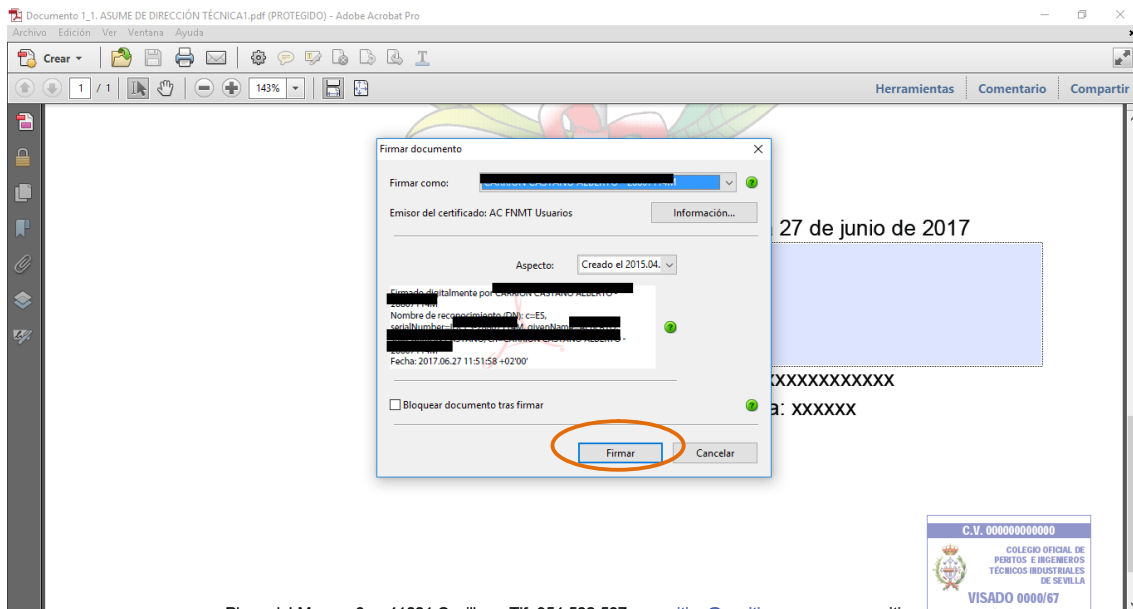 Documento 1_1. ASUME DE DIRECCIÓN TÉCNICA1.pdf (PROTEGIDO) - Adobe Acrobat Pro
Archivo Edición Ver Ventana Ayuda
Crear
1 / 1 143% Herramientas Comentario Compartir
Firmar documento
Firmar como:
Emisor del certificado: AC FNMT Usuarios Información...
27 de junio de 2017
Aspecto: Creado el 2015.04.
Firmado digitalmente por
Nombre de reconocimiento (DN): c=ES,
Fecha: 2017.06.27 11:51:58 +02'00'
xxxxxxxxxxxx
Bloquear documento tras firmar
a: xxxxxx
Firmar Cancelar
C.V. 000000000000
COLEGIO OFICIAL DE
PERITOS E INGENIEROS
TÉCNICOS INDUSTRIALES
DE SEVILLA
VISADO 0000/67